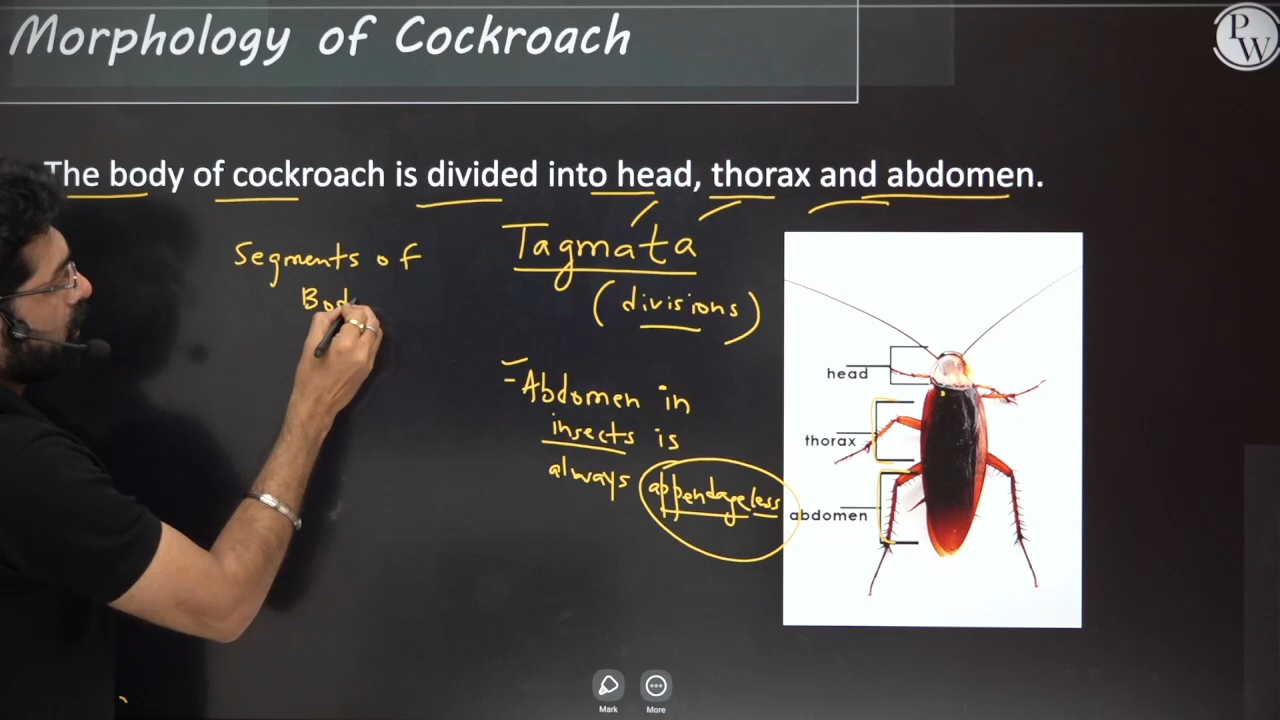 Morphology of Cockroach
PW
The body of cockroach is divided into head, thorax and abdomen.
Segments of
Bod
Tagmata
(divisions)
- Abdomen in
insects is
always appendageless
head
thorax
abdomen
Mark
More